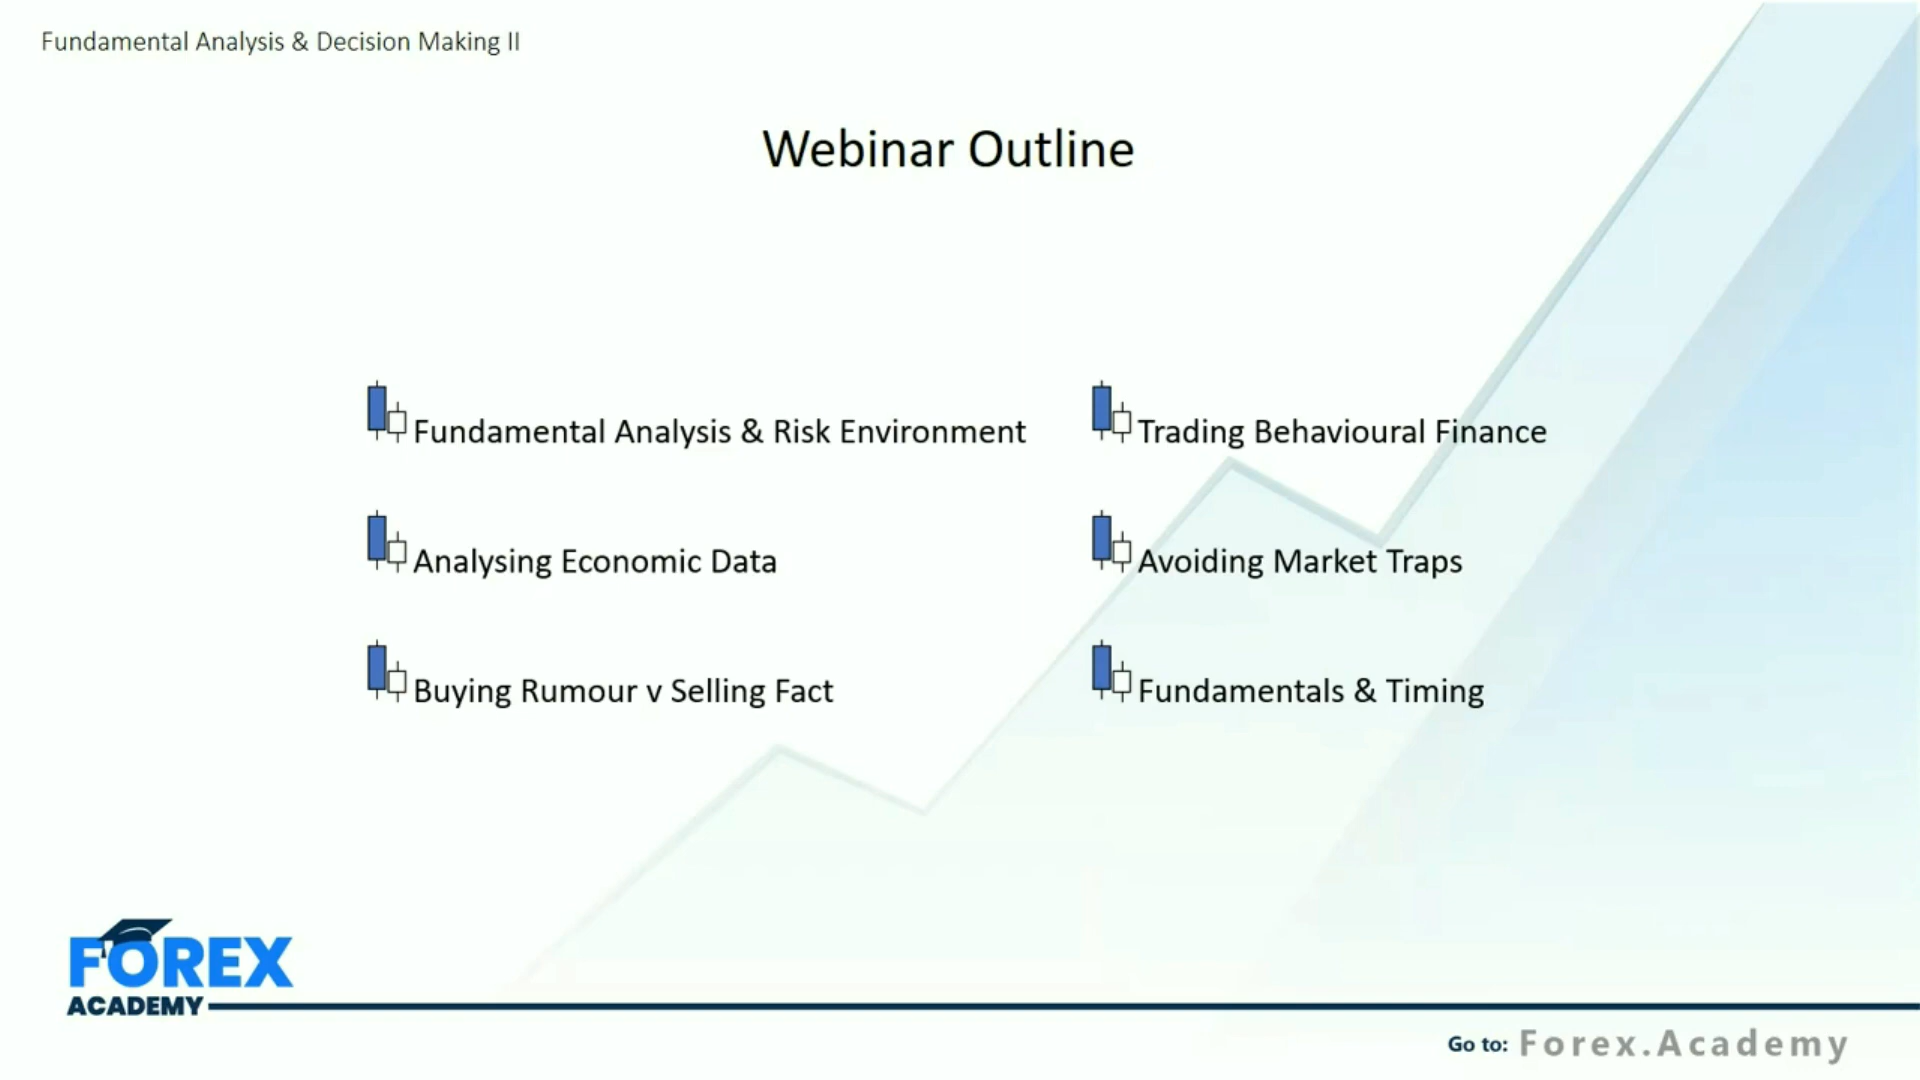 Fundamental Analysis & Decision Making II
Webinar Outline
Fundamental Analysis & Risk Environment
Analysing Economic Data
Buying Rumour v Selling Fact
Trading Behavioural Finance
Avoiding Market Traps
Fundamentals & Timing
FOREX
ACADEMY
Go to: Forex.Academy